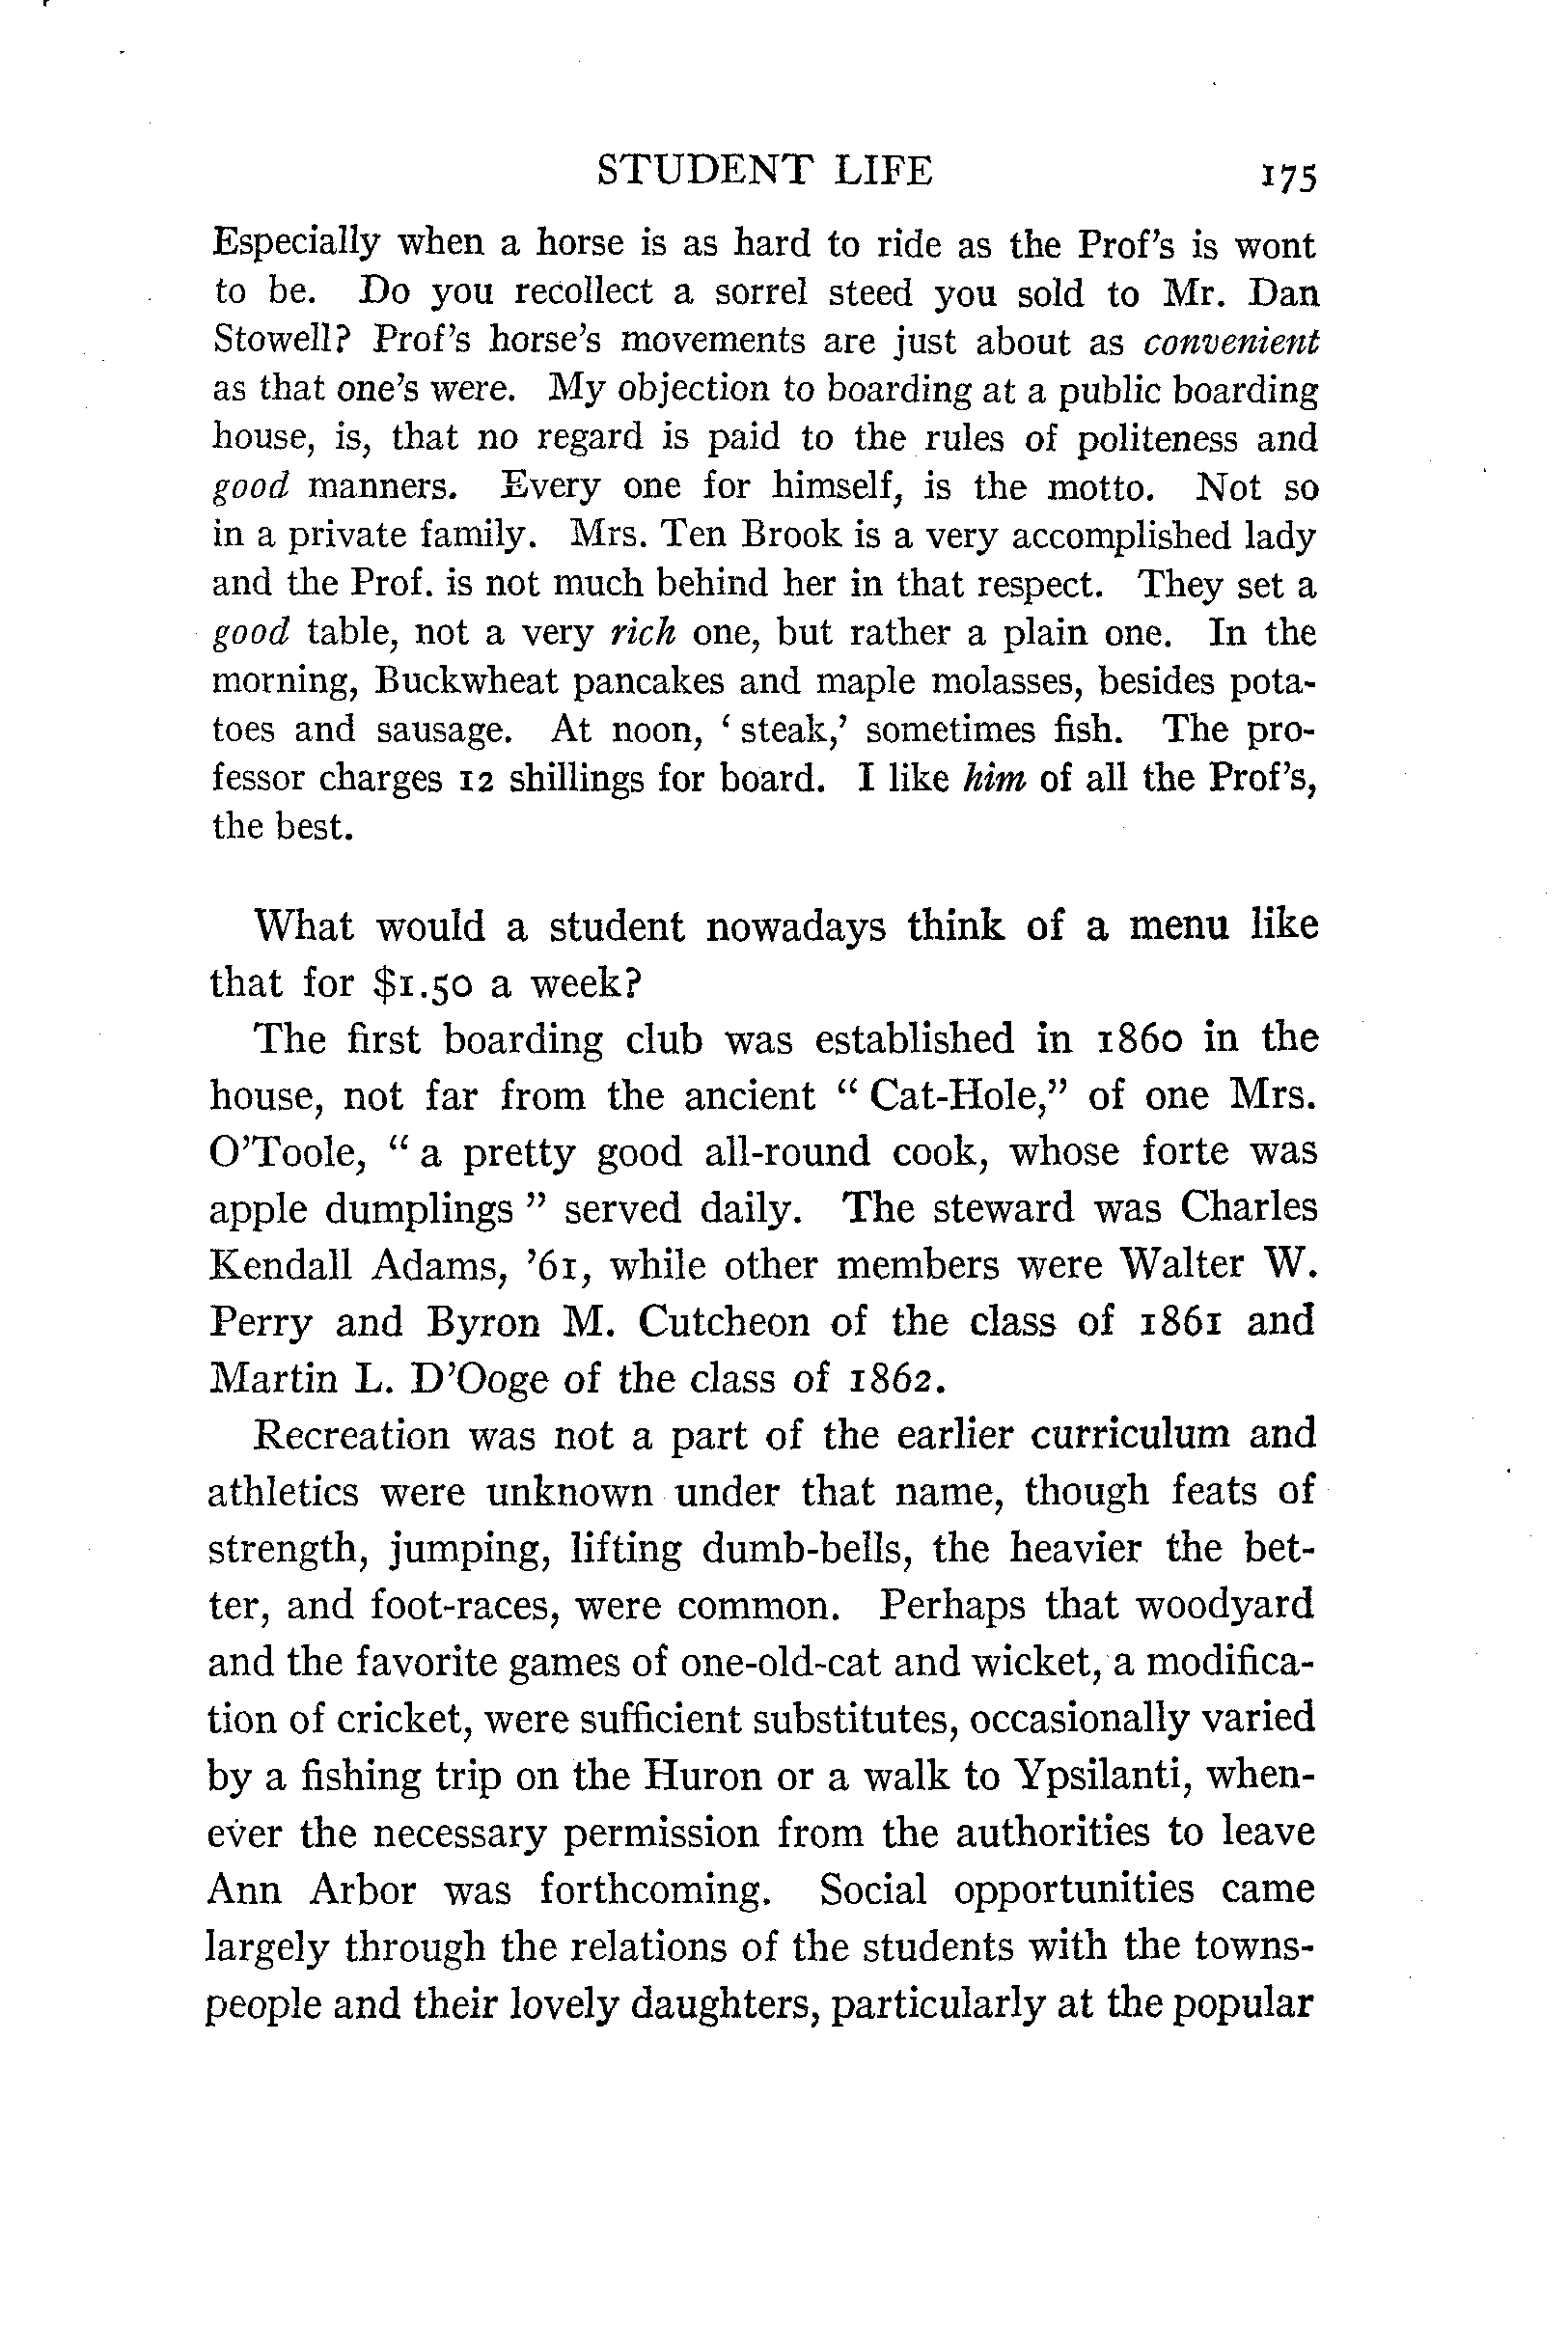 STUDENT LIFE 175
Especially when a horse is as hard to ride as the Prof's is wont
to be. Do you recollect a sorrel steed you sold to Mr. Dan
Stowell? Prof's horse's movements are just about as convenient
as that one's were. My objection to boarding at a public boarding
house, is, that no regard is paid to the rules of politeness and
good manners. Every one for himself, is the motto. Not so
in a private family. Mrs. Ten Brook is a very accomplished lady
and the Prof. is not much behind her in that respect. They set a
good table, not a very rich one, but rather a plain one. In the
morning, Buckwheat pancakes and maple molasses, besides pota-
toes and sausage. At noon, ‘ steak,’ sometimes fish. The pro-
fessor charges 12 shillings for board. I like him of all the Prof's,
the best.
What would a student nowadays think of a menu like
that for $1.50 a week?
The first boarding club was established in 1860 in the
house, not far from the ancient “ Cat-Hole,” of one Mrs.
O'Toole, “ a pretty good all-round cook, whose forte was
apple dumplings ” served daily. The steward was Charles
Kendall Adams, ’61, while other members were Walter W.
Perry and Byron M. Cutcheon of the class of 1861 and
Martin L. D'Ooge of the class of 1862.
Recreation was not a part of the earlier curriculum and
athletics were unknown under that name, though feats of
strength, jumping, lifting dumb-bells, the heavier the bet-
ter, and foot-races, were common. Perhaps that woodyard
and the favorite games of one-old-cat and wicket, a modifica-
tion of cricket, were sufficient substitutes, occasionally varied
by a fishing trip on the Huron or a walk to Ypsilanti, when-
ever the necessary permission from the authorities to leave
Ann Arbor was forthcoming. Social opportunities came
largely through the relations of the students with the towns-
people and their lovely daughters, particularly at the popular